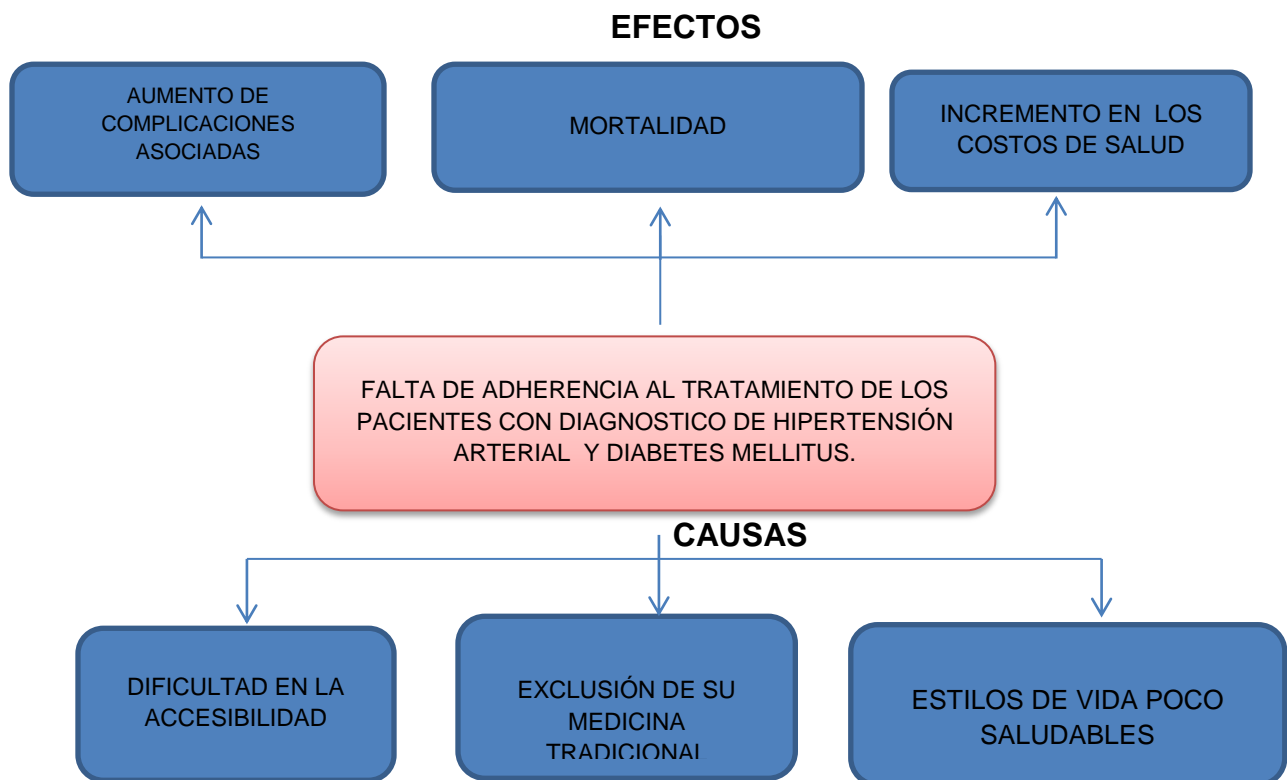 EFECTOS
AUMENTO DE
COMPLICACIONES
ASOCIADAS
MORTALIDAD
INCREMENTO EN LOS
COSTOS DE SALUD
FALTA DE ADHERENCIA AL TRATAMIENTO DE LOS
PACIENTES CON DIAGNOSTICO DE HIPERTENSIÓN
ARTERIAL Y DIABETES MELLITUS.
CAUSAS
DIFICULTAD EN LA
ACCESIBILIDAD
EXCLUSIÓN DE SU
MEDICINA
TRADICIONAL
ESTILOS DE VIDA POCO
SALUDABLES